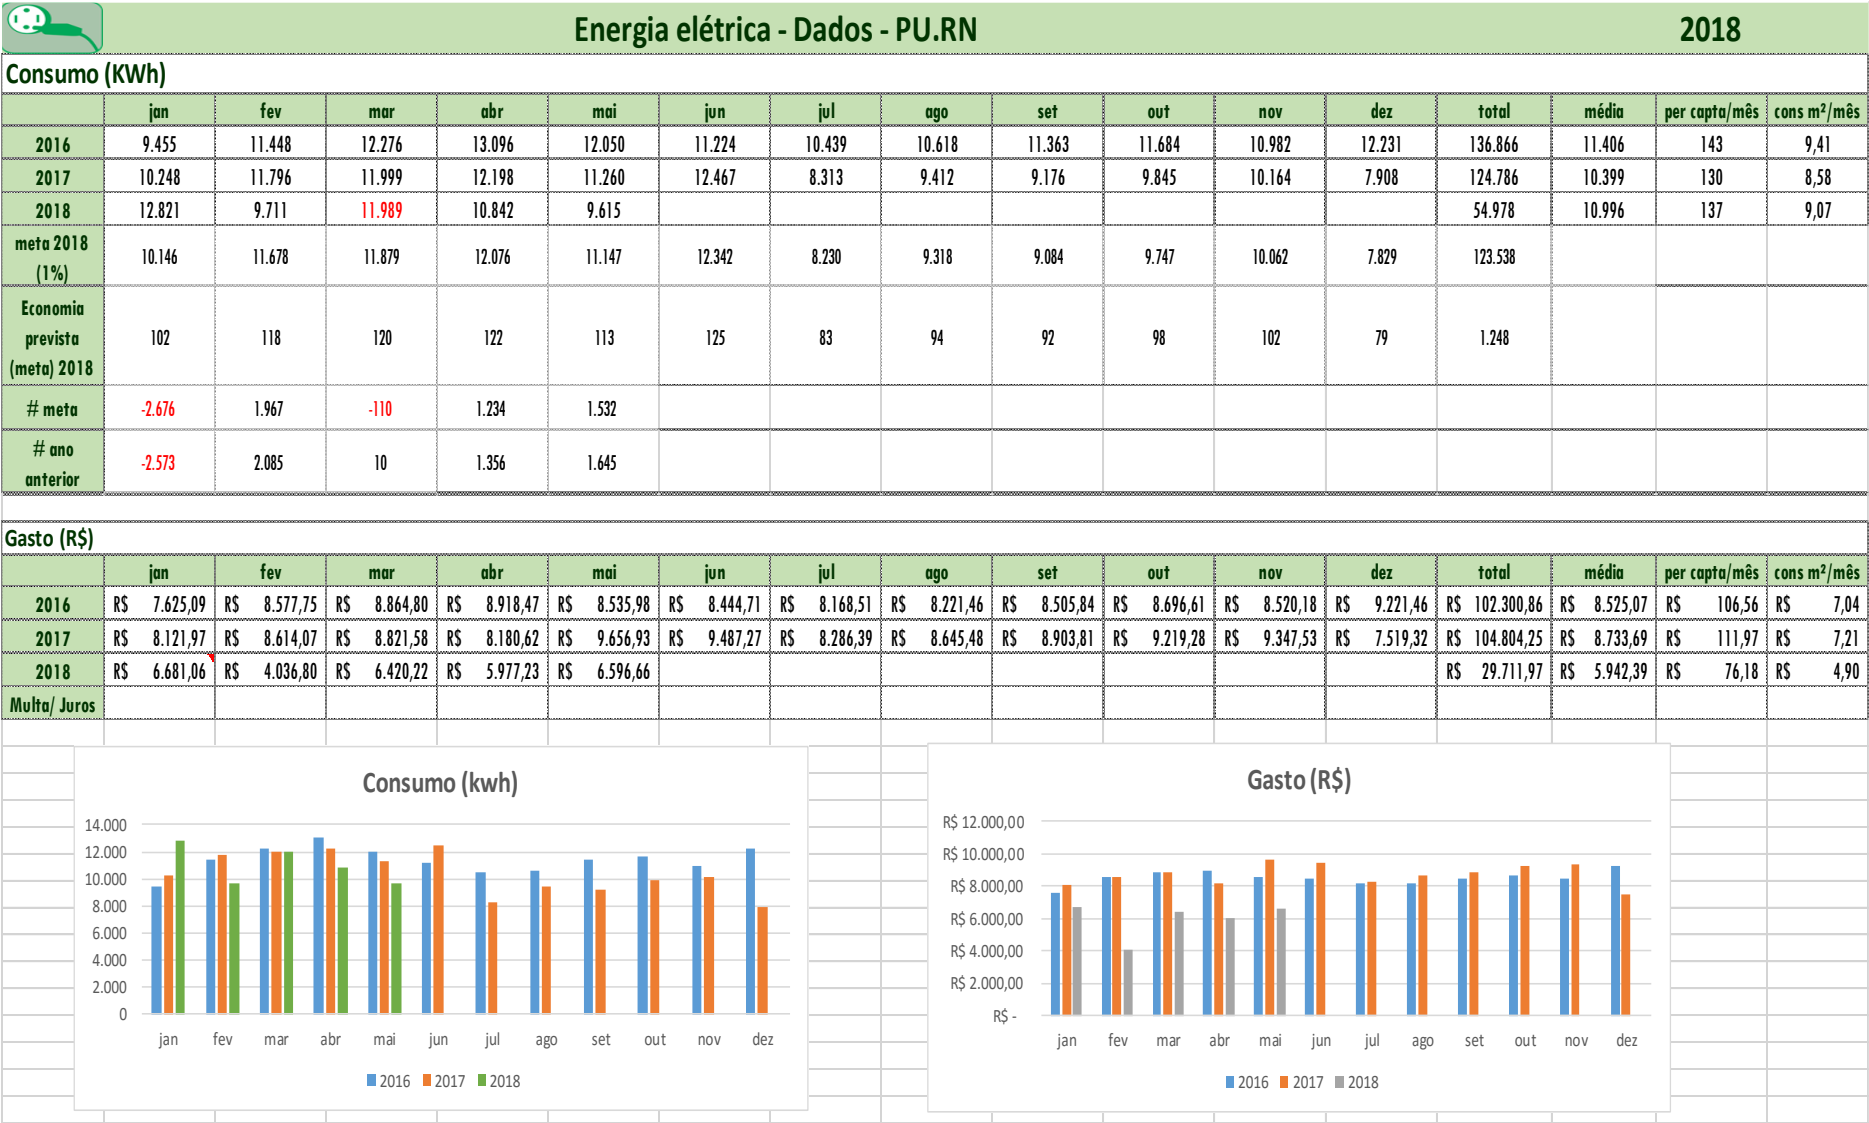 Energia elétrica - Dados - PU.RN 2018
Consumo (KWh)
jan fev mar abr mai jun jul ago set out nov dez total média per capta/mês cons m²/mês
2016 9.455 11.448 12.276 13.096 12.050 11.224 10.439 10.618 11.363 11.684 10.982 12.231 136.866 11.406 143 9,41
2017 10.248 11.796 11.999 12.198 11.260 12.467 8.313 9.412 9.176 9.845 10.164 7.908 124.786 10.399 130 8,58
2018 12.821 9.711 11.989 10.842 9.615 54.978 10.996 137 9,07
meta 2018 (1%) 10.146 11.678 11.879 12.076 11.147 12.342 8.230 9.318 9.084 9.747 10.062 7.829 123.538
Economia prevista (meta) 2018 102 118 120 122 113 125 83 94 92 98 102 79 1.248
# meta -2.676 1.967 -110 1.234 1.532
# ano anterior -2.573 2.085 10 1.356 1.645
Gasto (R$)
jan fev mar abr mai jun jul ago set out nov dez total média per capta/mês cons m²/mês
2016 R$ 7.625,09 R$ 8.577,75 R$ 8.864,80 R$ 8.918,47 R$ 8.535,98 R$ 8.444,71 R$ 8.168,51 R$ 8.221,46 R$ 8.505,84 R$ 8.696,61 R$ 8.520,18 R$ 9.221,46 R$ 102.300,86 R$ 8.525,07 R$ 106,56 R$ 7,04
2017 R$ 8.121,97 R$ 8.614,07 R$ 8.821,58 R$ 8.180,62 R$ 9.656,93 R$ 9.487,27 R$ 8.286,39 R$ 8.645,48 R$ 8.903,81 R$ 9.219,28 R$ 9.347,53 R$ 7.519,32 R$ 104.804,25 R$ 8.733,69 R$ 111,97 R$ 7,21
2018 R$ 6.681,06 R$ 4.036,80 R$ 6.420,22 R$ 5.977,23 R$ 6.596,66 R$ 29.711,97 R$ 5.942,39 R$ 76,18 R$ 4,90
Multa/ Juros
Consumo (kwh)
14.000
12.000
10.000
8.000
6.000
4.000
2.000
0
jan fev mar abr mai jun jul ago set out nov dez
2016 2017 2018
Gasto (R$)
R$ 12.000,00
R$ 10.000,00
R$ 8.000,00
R$ 6.000,00
R$ 4.000,00
R$ 2.000,00
R$ -
jan fev mar abr mai jun jul ago set out nov dez
2016 2017 2018